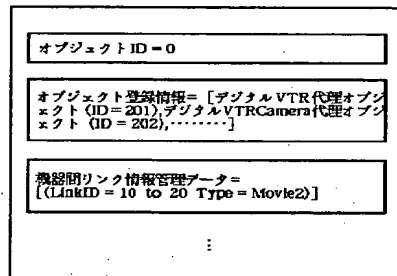 オブジェクトID=0
オブジェクト登録情報= [デジタルVTR代理オブジ
ェクト (ID=201),デジタルVTRCamera代理オブジ
ェクト (ID=202),‥‥‥‥]
機器間リンク情報管理データ=
[(LinkID = 10 to 20 Type = Movie2)]
⋮